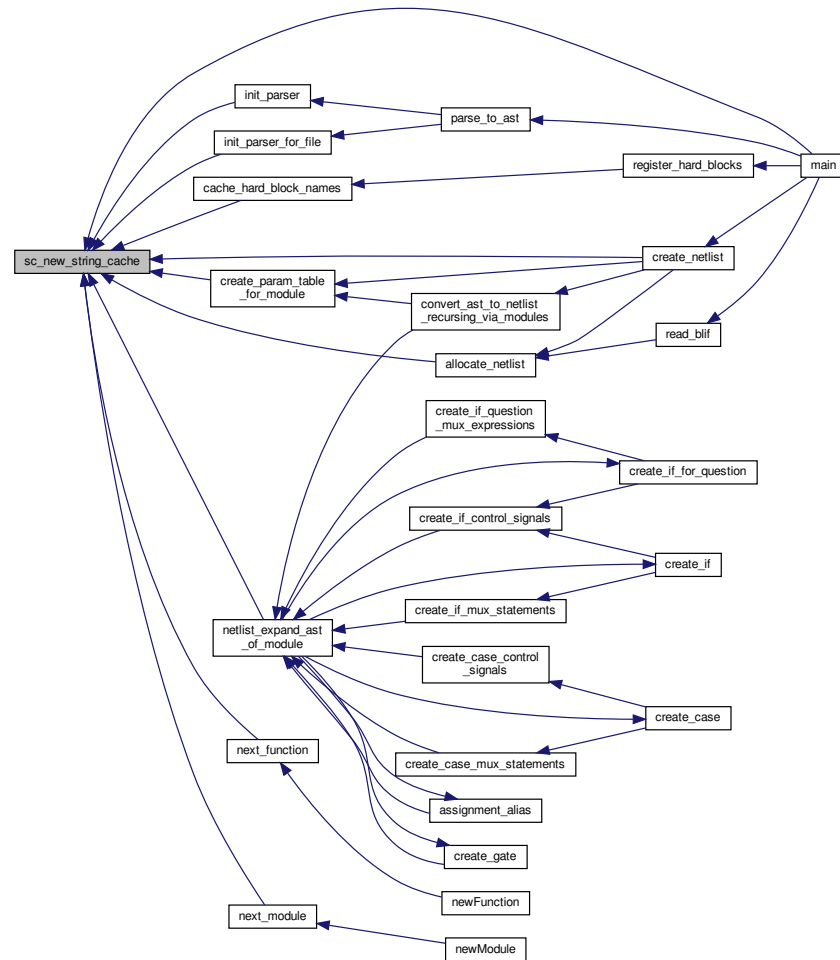 init_parser
parse_to_ast
init_parser_for_file
register_hard_blocks
main
cache_hard_block_names
sc_new_string_cache
create_netlist
create_param_table
_for_module
convert_ast_to_netlist
_recursing_via_modules
read_blif
allocate_netlist
create_if_question
_mux_expressions
create_if_for_question
create_if_control_signals
create_if
create_if_mux_statements
netlist_expand_ast
_of_module
create_case_control
_signals
create_case
next_function
create_case_mux_statements
assignment_alias
create_gate
newFunction
next_module
newModule